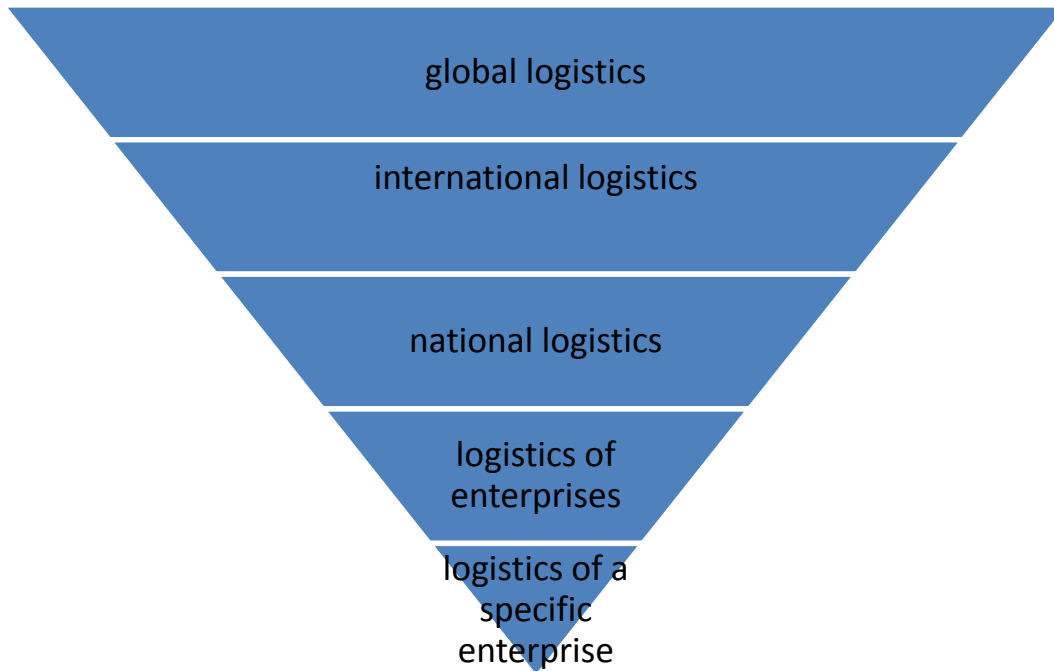 global logistics
international logistics
national logistics
logistics of
enterprises
logistics of a
specific
enterprise